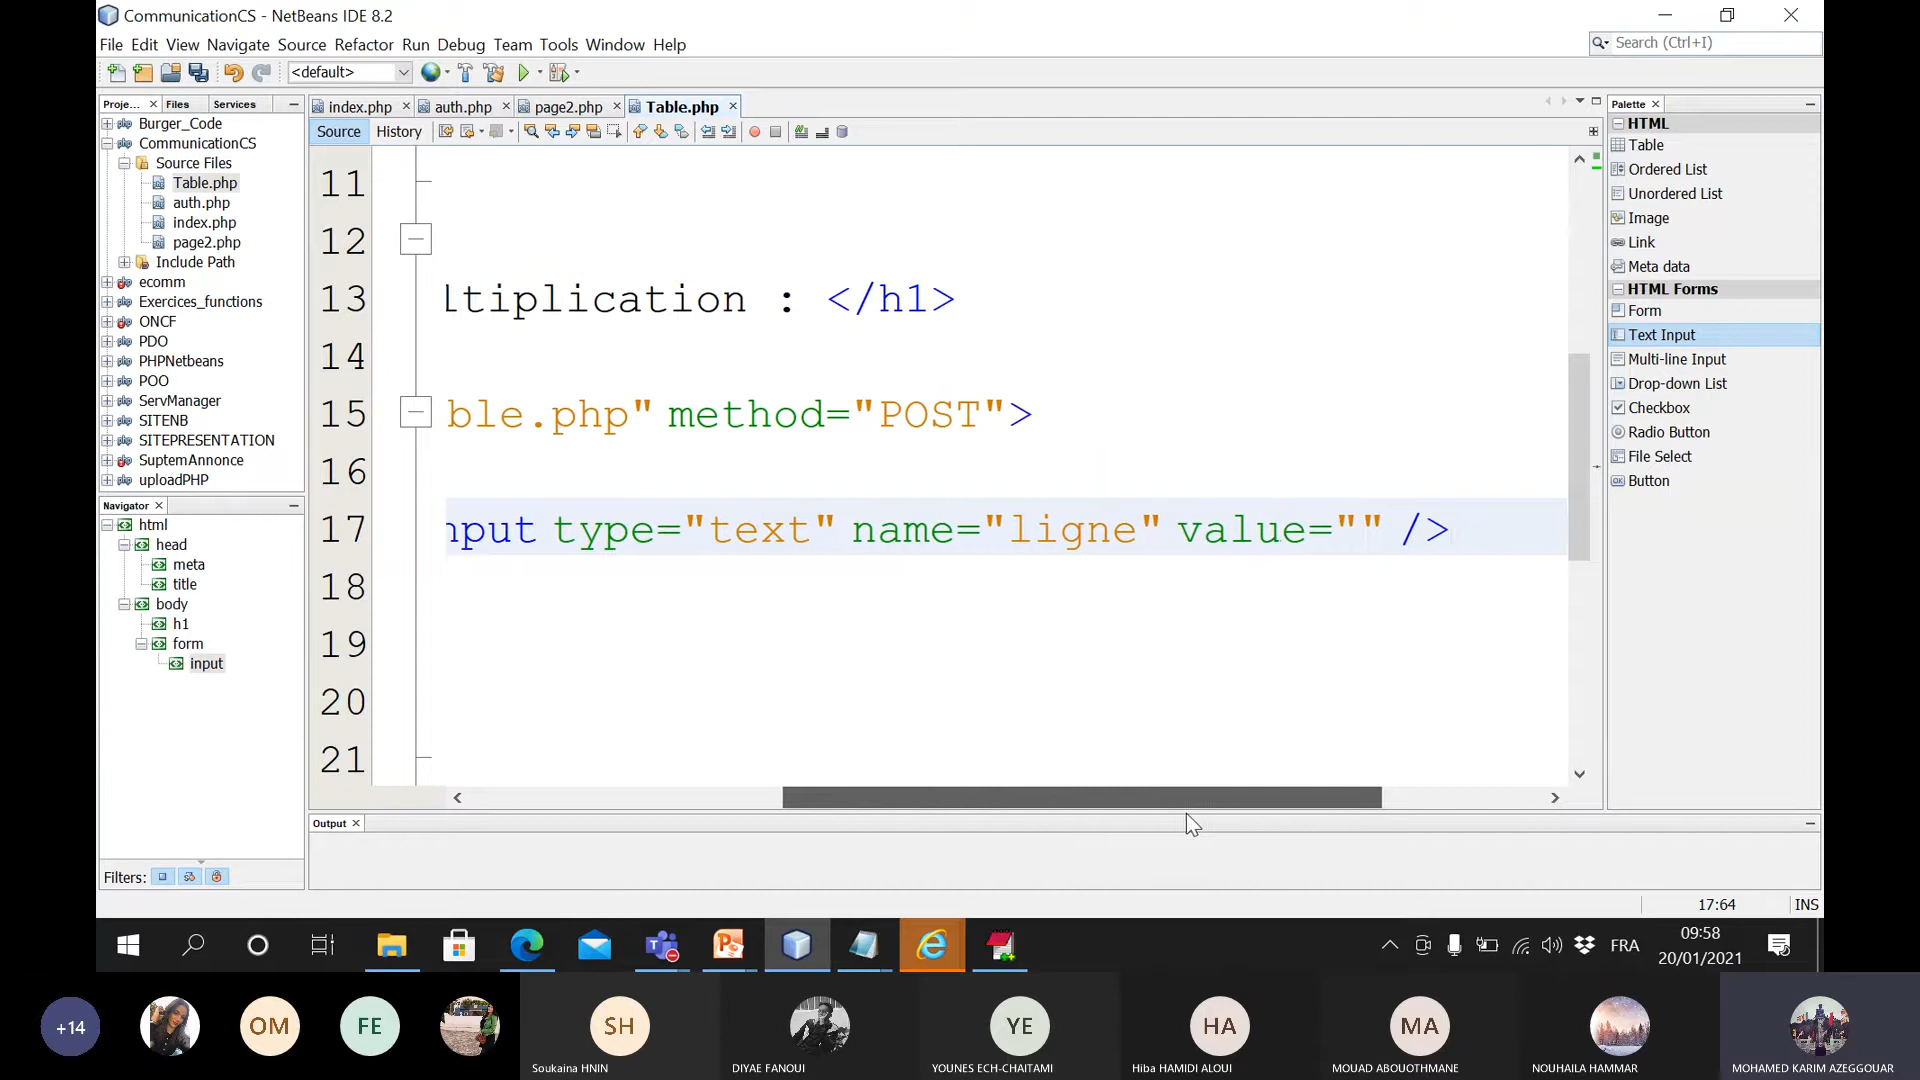 CommunicationCS - NetBeans IDE 8.2
File Edit View Navigate Source Refactor Run Debug Team Tools Window Help
Search (Ctrl+I)
<default>
Proje... Files Services
index.php auth.php page2.php Table.php
Palette
Source History
Burger_Code
CommunicationCS
Source Files
Table.php
auth.php
index.php
page2.php
Include Path
ecomm
Exercices_functions
ONCF
PDO
PHPNetbeans
POO
ServManager
SITENB
SITEPRESENTATION
SuptemAnnonce
uploadPHP
Navigator
html
head
meta
title
body
h1
form
input
Filters:
11
12
13 ltiplication : </h1>
14
15 ble.php" method="POST">
16
17 nput type="text" name="ligne" value="" />
18
19
20
21
HTML
Table
Ordered List
Unordered List
Image
Link
Meta data
HTML Forms
Form
Text Input
Multi-line Input
Drop-down List
Checkbox
Radio Button
File Select
Button
Output
17:64 INS
FRA
09:58
20/01/2021
+14
OM
FE
SH
YE
HA
MA
Soukaina HNIN
DIYAE FANOUI
YOUNES ECH-CHAITAMI
Hiba HAMIDI ALOUI
MOUAD ABOUOTHMANE
NOUHAILA HAMMAR
MOHAMED KARIM AZEGGOUAR